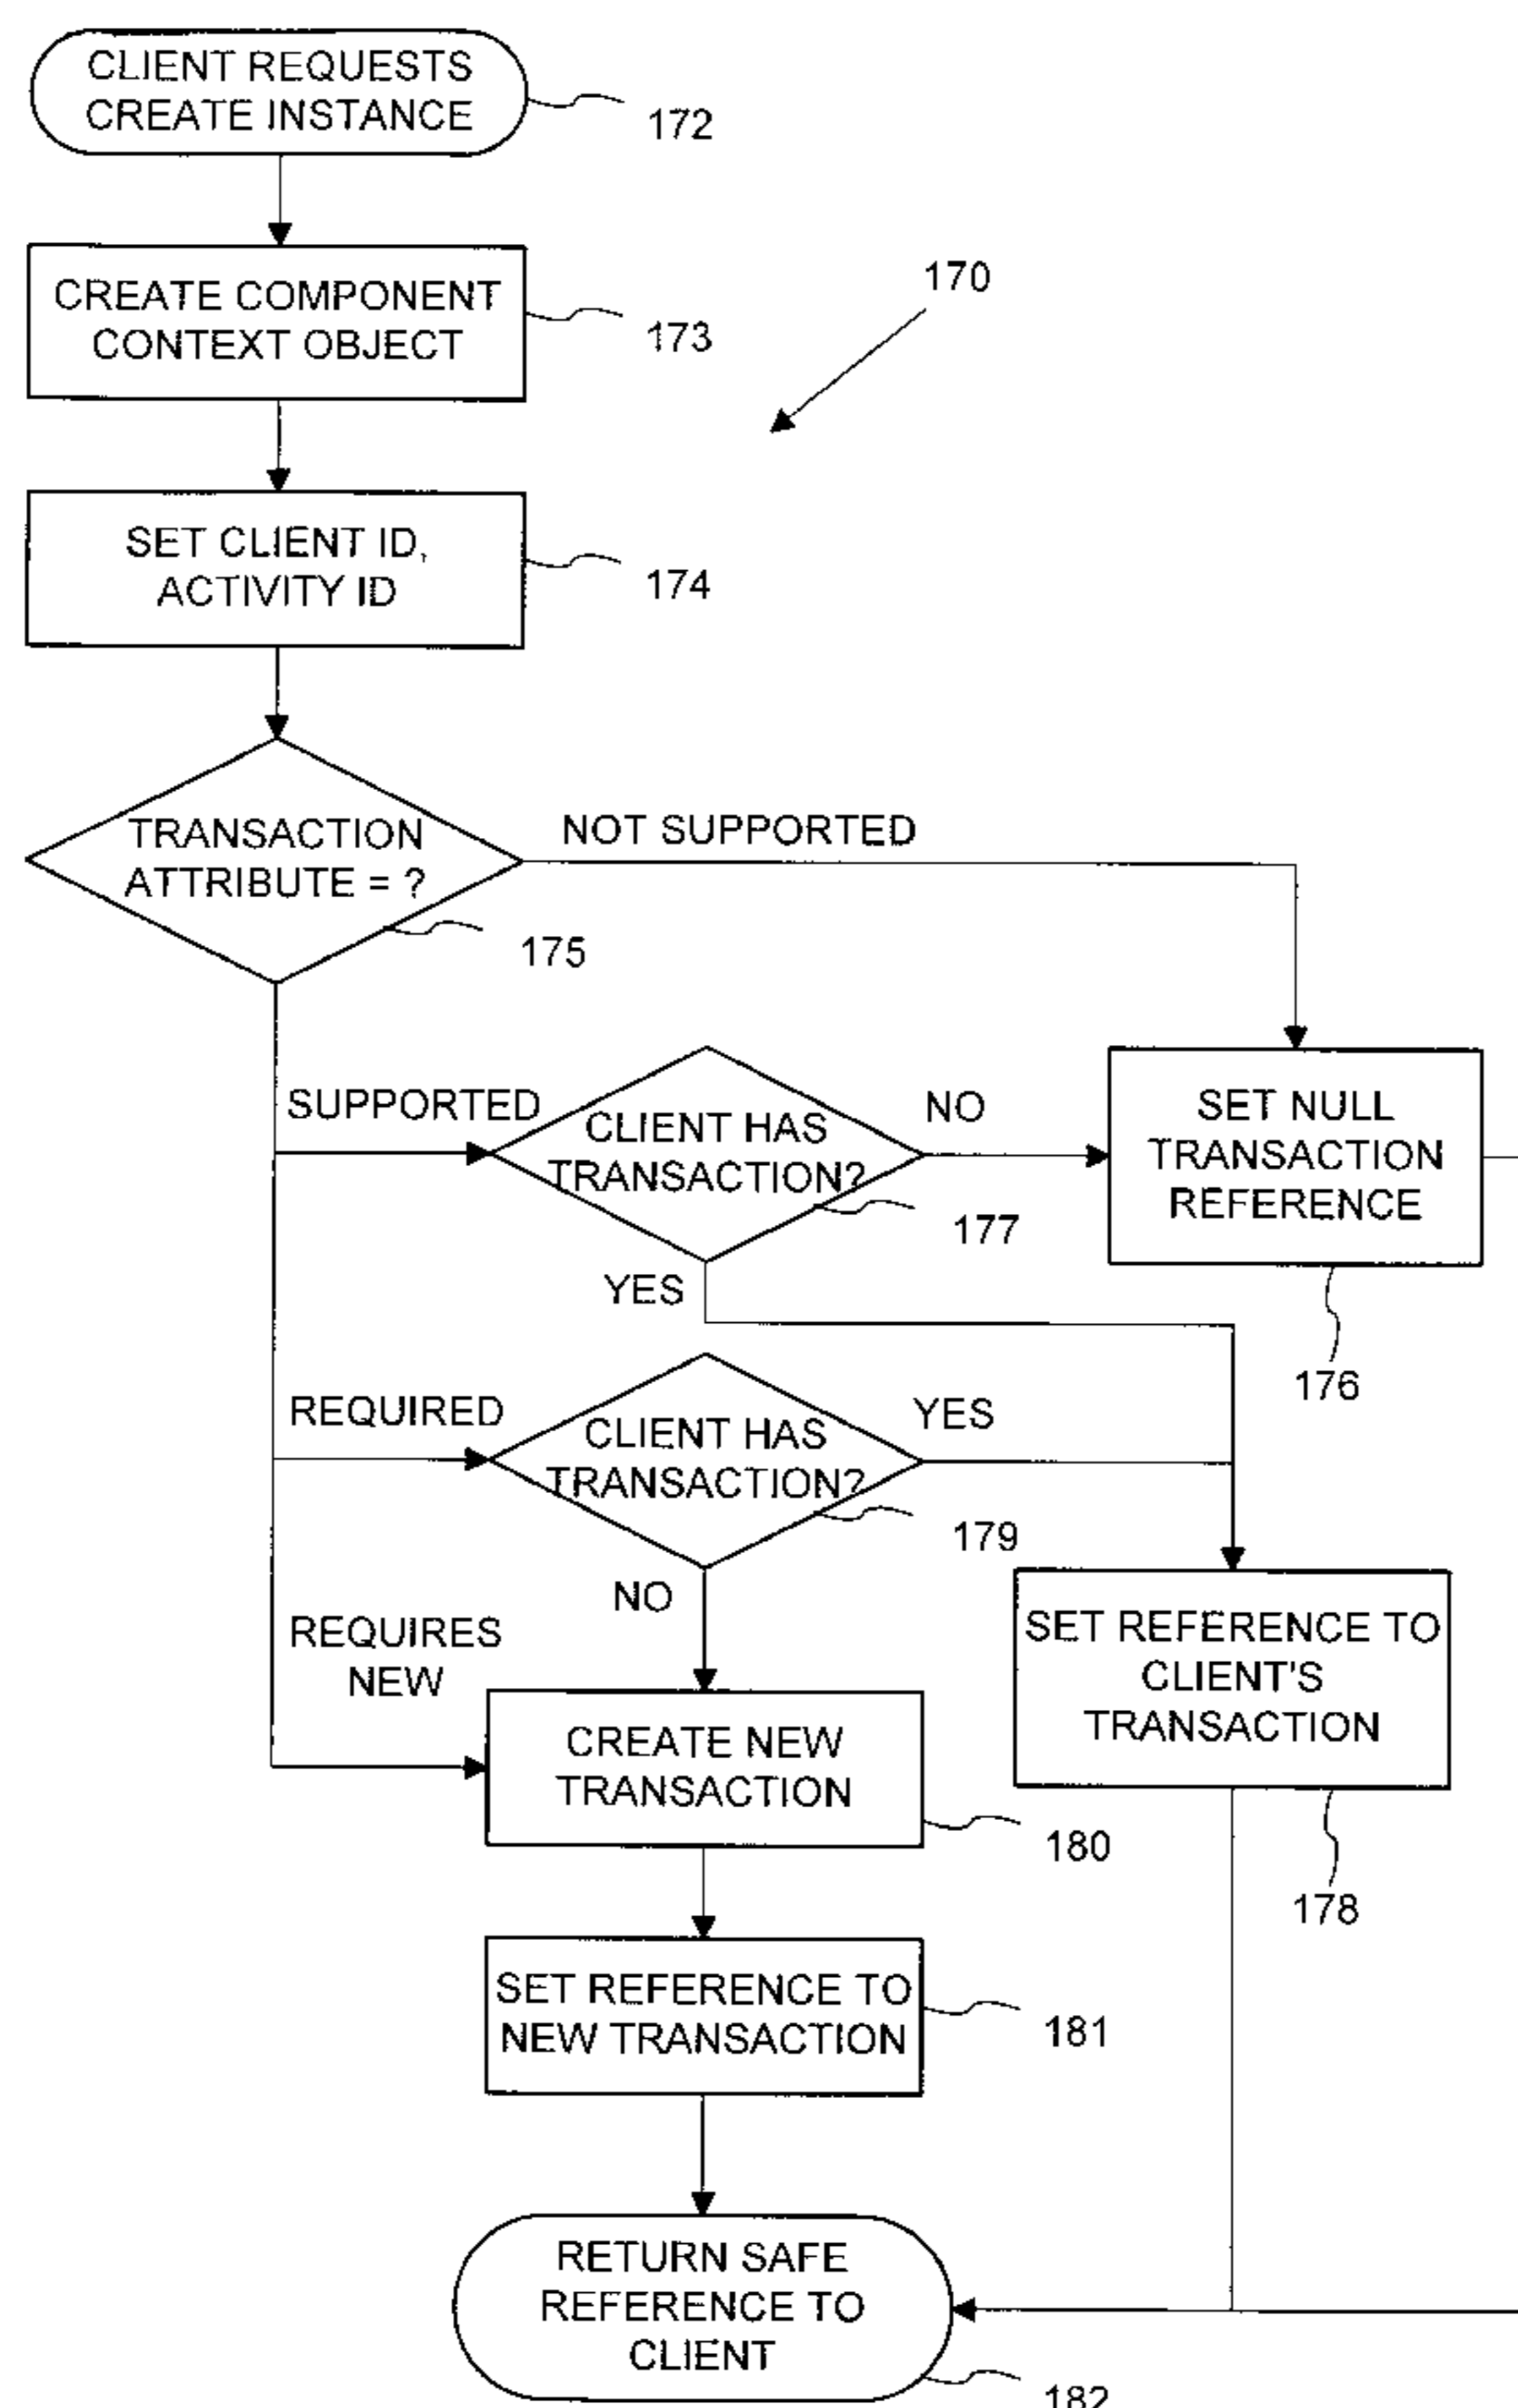 CLIENT REQUESTS
CREATE INSTANCE
172
CREATE COMPONENT
CONTEXT OBJECT
173
170
SET CLIENT ID,
ACTIVITY ID
174
TRANSACTION
ATTRIBUTE = ?
NOT SUPPORTED
175
SUPPORTED
CLIENT HAS
TRANSACTION?
NO
177
YES
SET NULL
TRANSACTION
REFERENCE
176
REQUIRED
CLIENT HAS
TRANSACTION?
YES
179
NO
REQUIRES
NEW
SET REFERENCE TO
CLIENT'S
TRANSACTION
178
CREATE NEW
TRANSACTION
180
SET REFERENCE TO
NEW TRANSACTION
181
RETURN SAFE
REFERENCE TO
CLIENT
182